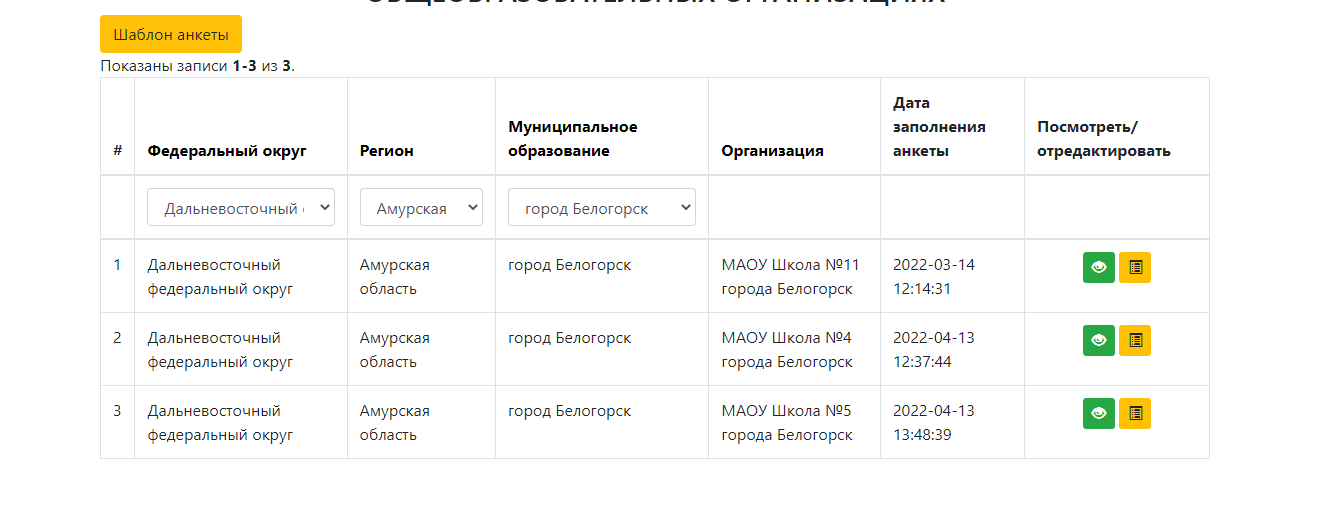 ОБЩЕОБРАЗОВАТЕЛЬНЫХ ОРГАНИЗАЦИЯХ
Шаблон анкеты
Показаны записи 1-3 из 3.
# Федеральный округ Регион Муниципальное образование Организация Дата заполнения анкеты Посмотреть/отредактировать
Дальневосточный Амурская город Белогорск
1 Дальневосточный федеральный округ Амурская область город Белогорск МАОУ Школа №11 города Белогорск 2022-03-14 12:14:31
2 Дальневосточный федеральный округ Амурская область город Белогорск МАОУ Школа №4 города Белогорск 2022-04-13 12:37:44
3 Дальневосточный федеральный округ Амурская область город Белогорск МАОУ Школа №5 города Белогорск 2022-04-13 13:48:39